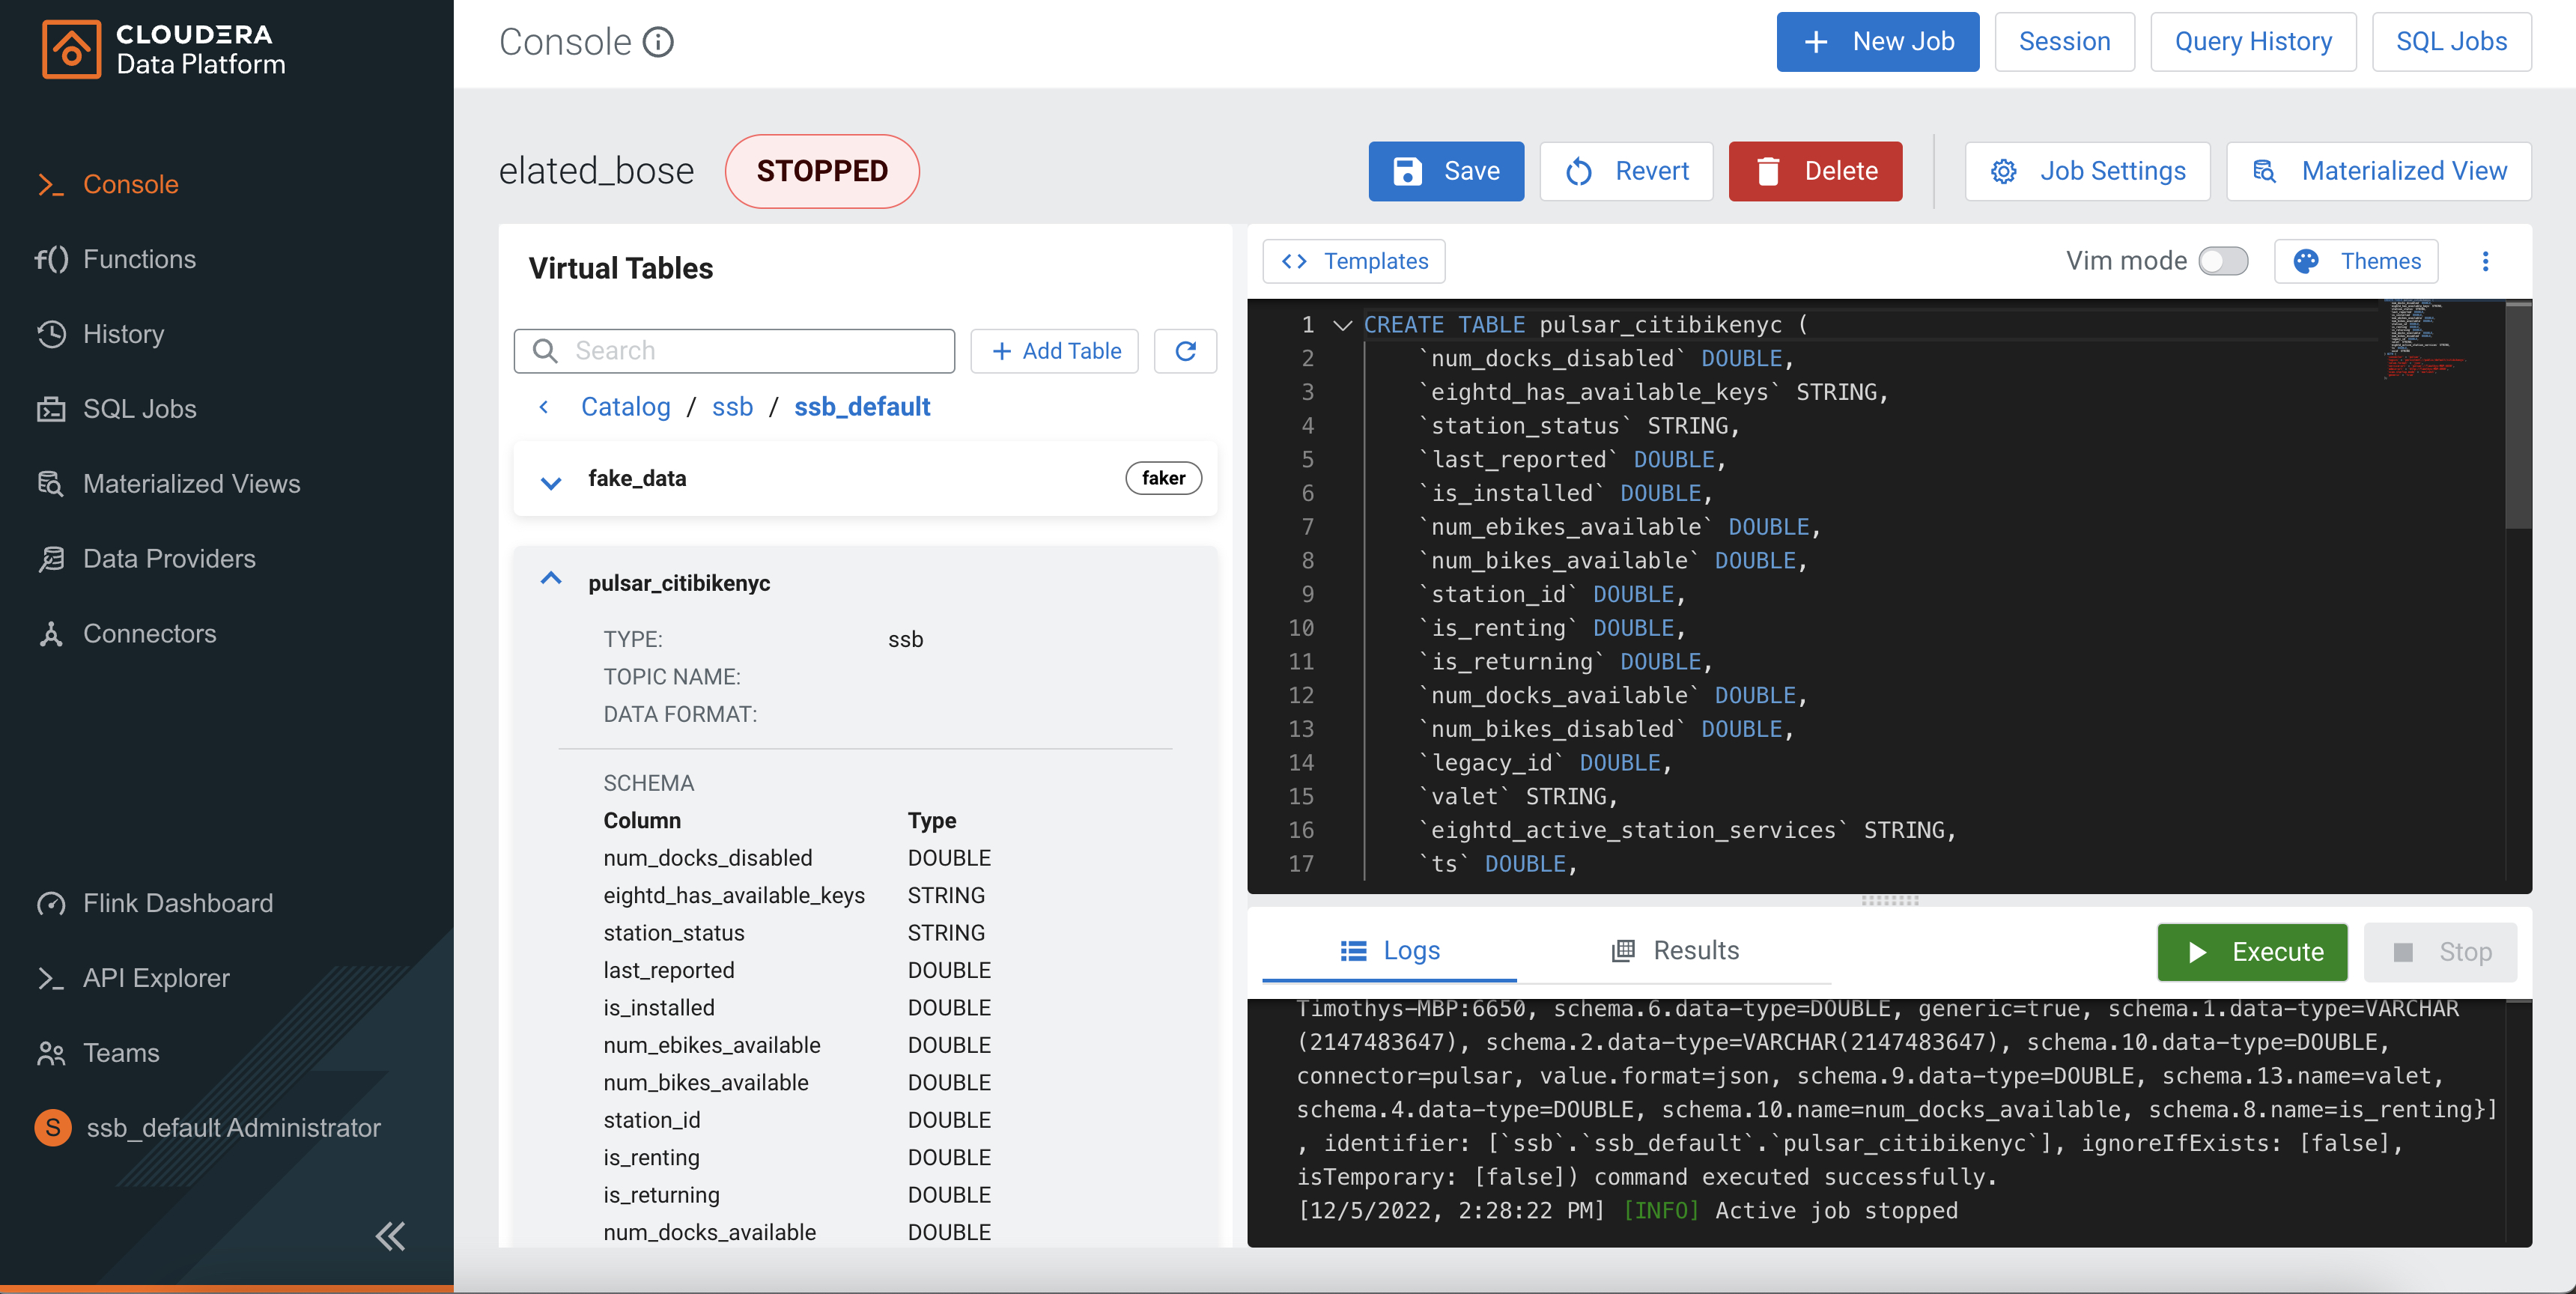 CLOUDERA
Data Platform
Console
Functions
History
SQL Jobs
Materialized Views
Data Providers
Connectors
Flink Dashboard
API Explorer
Teams
S ssb_default Administrator
Console
New Job
Session
Query History
SQL Jobs
elated_bose
STOPPED
Save
Revert
Delete
Job Settings
Materialized View
Virtual Tables
Search
+ Add Table
Catalog / ssb / ssb_default
fake_data
faker
pulsar_citibikenyc
TYPE: ssb
TOPIC NAME:
DATA FORMAT:
SCHEMA
Column Type
num_docks_disabled DOUBLE
eightd_has_available_keys STRING
station_status STRING
last_reported DOUBLE
is_installed DOUBLE
num_ebikes_available DOUBLE
num_bikes_available DOUBLE
station_id DOUBLE
is_renting DOUBLE
is_returning DOUBLE
num_docks_available DOUBLE
Templates
Vim mode
Themes
1 CREATE TABLE pulsar_citibikenyc (
2 `num_docks_disabled` DOUBLE,
3 `eightd_has_available_keys` STRING,
4 `station_status` STRING,
5 `last_reported` DOUBLE,
6 `is_installed` DOUBLE,
7 `num_ebikes_available` DOUBLE,
8 `num_bikes_available` DOUBLE,
9 `station_id` DOUBLE,
10 `is_renting` DOUBLE,
11 `is_returning` DOUBLE,
12 `num_docks_available` DOUBLE,
13 `num_bikes_disabled` DOUBLE,
14 `legacy_id` DOUBLE,
15 `valet` STRING,
16 `eightd_active_station_services` STRING,
17 `ts` DOUBLE,
Logs
Results
Execute
Stop
Timothys-MBP:6650, schema.6.data-type=DOUBLE, generic=true, schema.1.data-type=VARCHAR
(2147483647), schema.2.data-type=VARCHAR(2147483647), schema.10.data-type=DOUBLE,
connector=pulsar, value.format=json, schema.9.data-type=DOUBLE, schema.13.name=valet,
schema.4.data-type=DOUBLE, schema.10.name=num_docks_available, schema.8.name=is_renting}]
, identifier: [`ssb`.`ssb_default`.`pulsar_citibikenyc`], ignoreIfExists: [false],
isTemporary: [false]) command executed successfully.
[12/5/2022, 2:28:22 PM] [INFO] Active job stopped